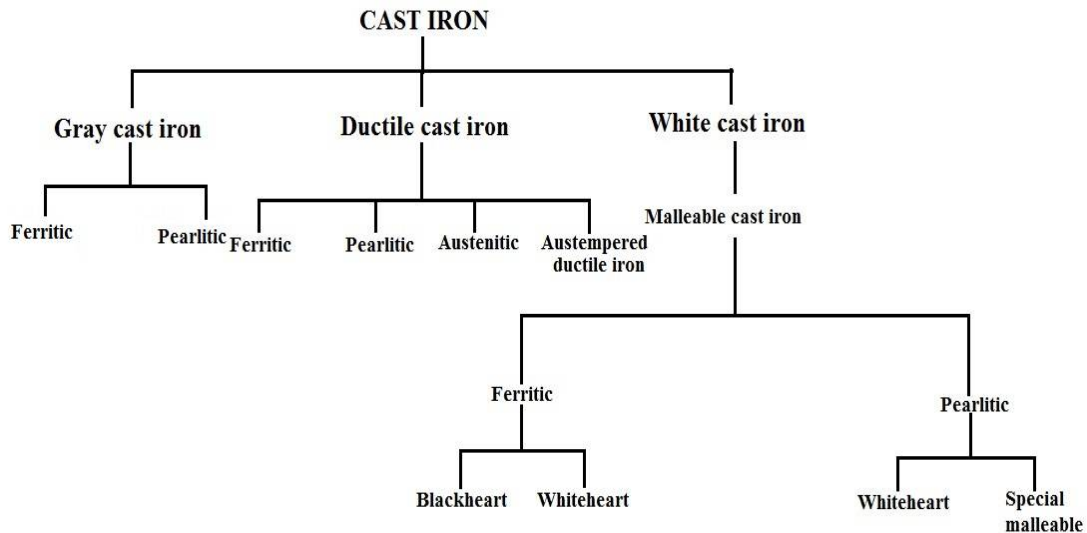 CAST IRON
Gray cast iron
Ductile cast iron
White cast iron
Ferritic
Pearlitic
Ferritic
Pearlitic
Austenitic
Austempered
ductile iron
Malleable cast iron
Ferritic
Pearlitic
Blackheart
Whiteheart
Whiteheart
Special
malleable